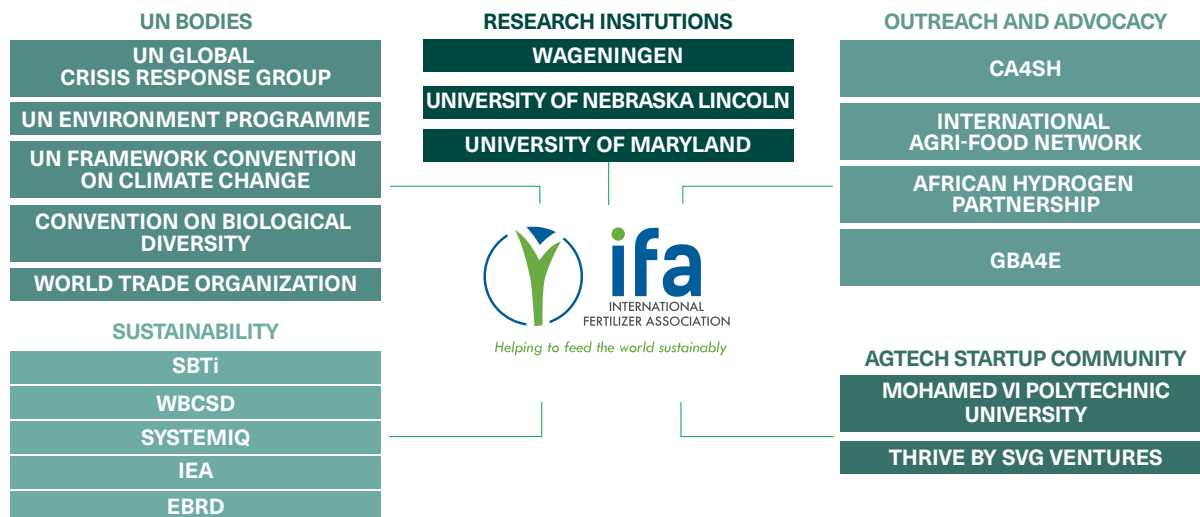 UN BODIES
UN GLOBAL
CRISIS RESPONSE GROUP
UN ENVIRONMENT PROGRAMME
UN FRAMEWORK CONVENTION
ON CLIMATE CHANGE
CONVENTION ON BIOLOGICAL
DIVERSITY
WORLD TRADE ORGANIZATION
SUSTAINABILITY
SBTi
WBCSD
SYSTEMIQ
IEA
EBRD
RESEARCH INSITUTIONS
WAGENINGEN
UNIVERSITY OF NEBRASKA LINCOLN
UNIVERSITY OF MARYLAND
ifa
INTERNATIONAL
FERTILIZER ASSOCIATION
Helping to feed the world sustainably
OUTREACH AND ADVOCACY
CA4SH
INTERNATIONAL
AGRI-FOOD NETWORK
AFRICAN HYDROGEN
PARTNERSHIP
GBA4E
AGTECH STARTUP COMMUNITY
MOHAMED VI POLYTECHNIC
UNIVERSITY
THRIVE BY SVG VENTURES